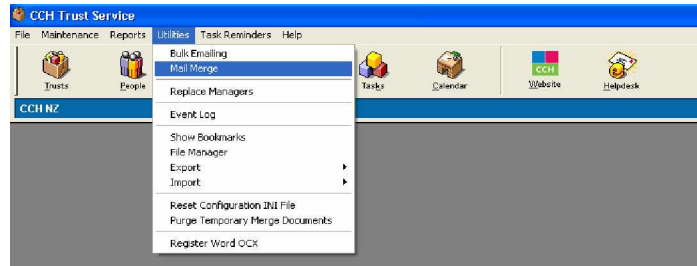 CCH Trust Service
File Maintenance Reports Utilities Task Reminders Help
Trusts People Tasks Calendar CCH Website Helpdesk
CCH NZ
Bulk Emailing
Mail Merge
Replace Managers
Event Log
Show Bookmarks
File Manager
Export
Import
Reset Configuration INI File
Purge Temporary Merge Documents
Register Word OCX